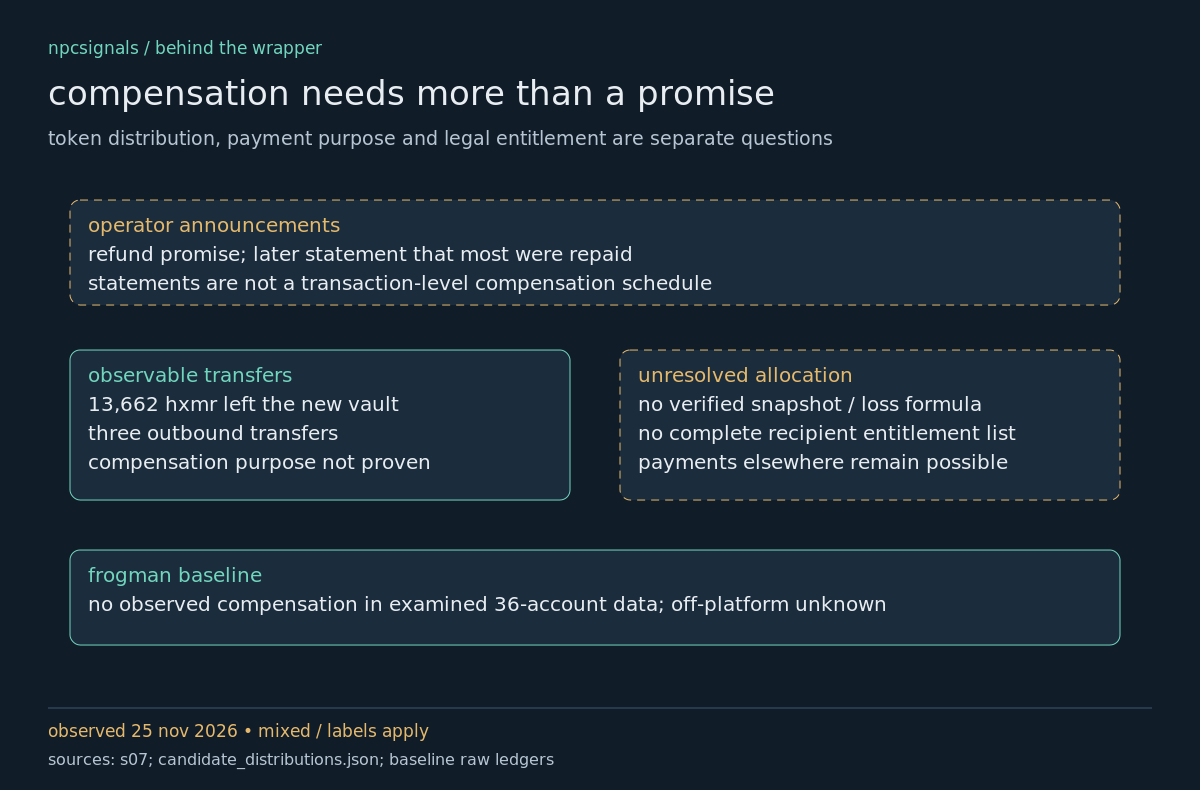 npcsignals / behind the wrapper
compensation needs more than a promise
token distribution, payment purpose and legal entitlement are separate questions
operator announcements
refund promise; later statement that most were repaid
statements are not a transaction-level compensation schedule
observable transfers
13,662 hxmr left the new vault
three outbound transfers
compensation purpose not proven
unresolved allocation
no verified snapshot / loss formula
no complete recipient entitlement list
payments elsewhere remain possible
frogman baseline
no observed compensation in examined 36-account data; off-platform unknown
observed 25 nov 2026 • mixed / labels apply
sources: s07; candidate_distributions.json; baseline raw ledgers